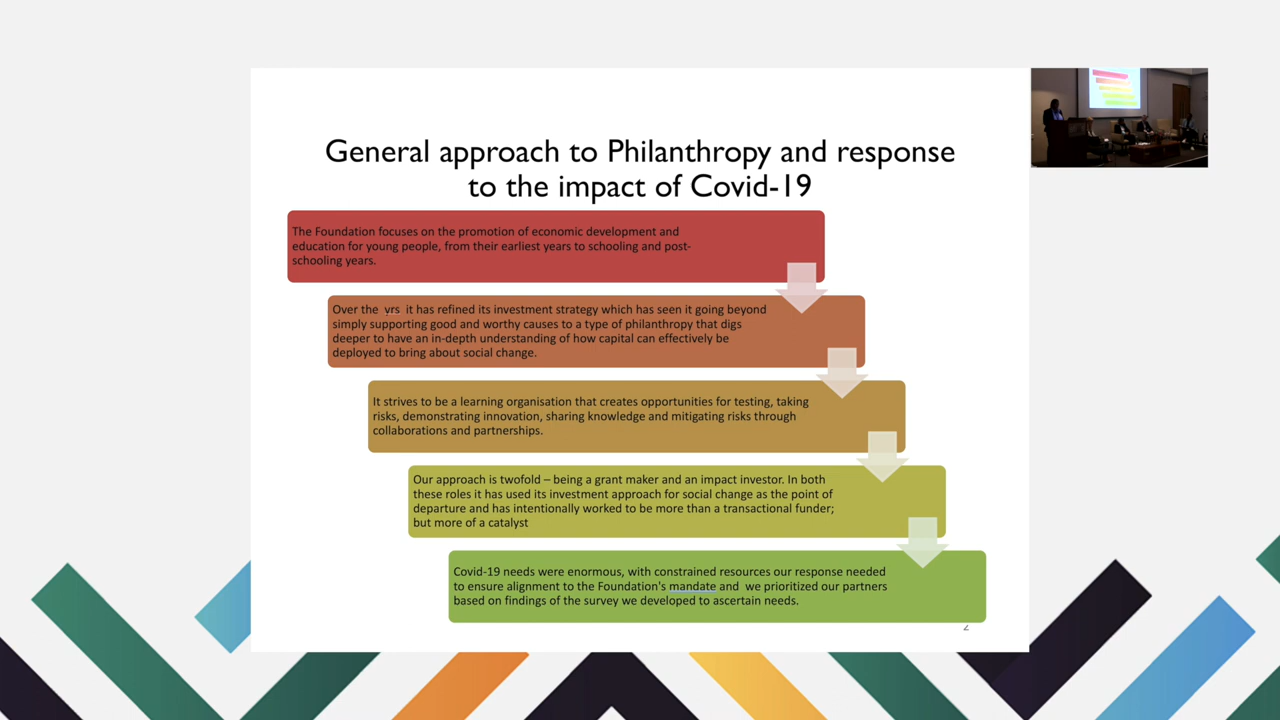 General approach to Philanthropy and response
to the impact of Covid-19
The Foundation focuses on the promotion of economic development and
education for young people, from their earliest years to schooling and post-
schooling years.
Over the yrs it has refined its investment strategy which has seen it going beyond
simply supporting good and worthy causes to a type of philanthropy that digs
deeper to have an in-depth understanding of how capital can effectively be
deployed to bring about social change.
It strives to be a learning organisation that creates opportunities for testing, taking
risks, demonstrating innovation, sharing knowledge and mitigating risks through
collaborations and partnerships.
Our approach is twofold – being a grant maker and an impact investor. In both
these roles it has used its investment approach for social change as the point of
departure and has intentionally worked to be more than a transactional funder;
but more of a catalyst
Covid-19 needs were enormous, with constrained resources our response needed
to ensure alignment to the Foundation's mandate and we prioritized our partners
based on findings of the survey we developed to ascertain needs.
2